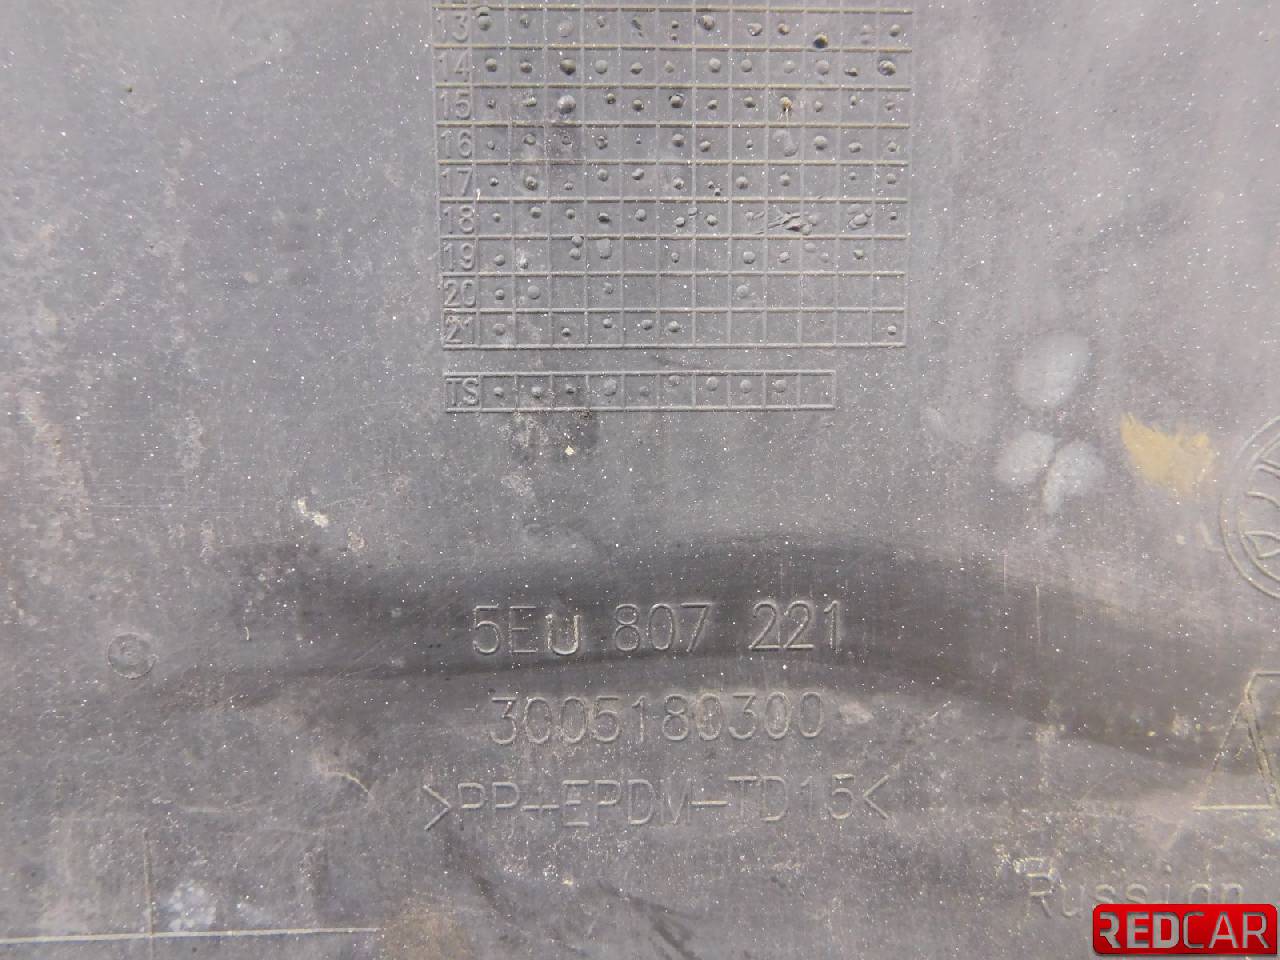 13
14
15
16
17
18
19
20
21
TS
5EU 807 221
3005180300
>PP+EPDM-TD15<
Russian
REDCAR